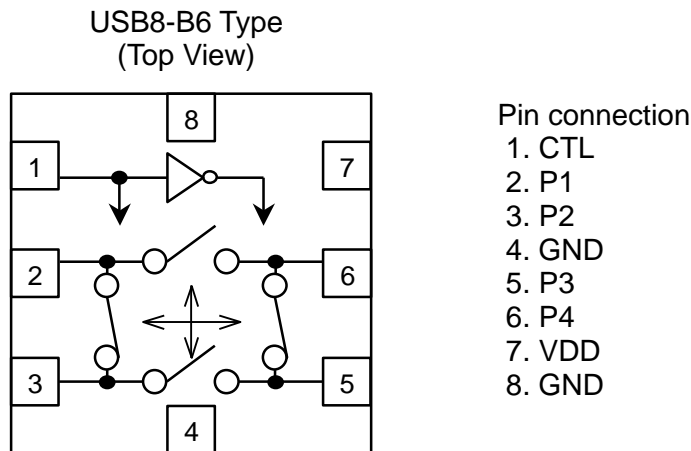 USB8-B6 Type
(Top View)
8
1
7
2
6
3
5
4
Pin connection
1. CTL
2. P1
3. P2
4. GND
5. P3
6. P4
7. VDD
8. GND